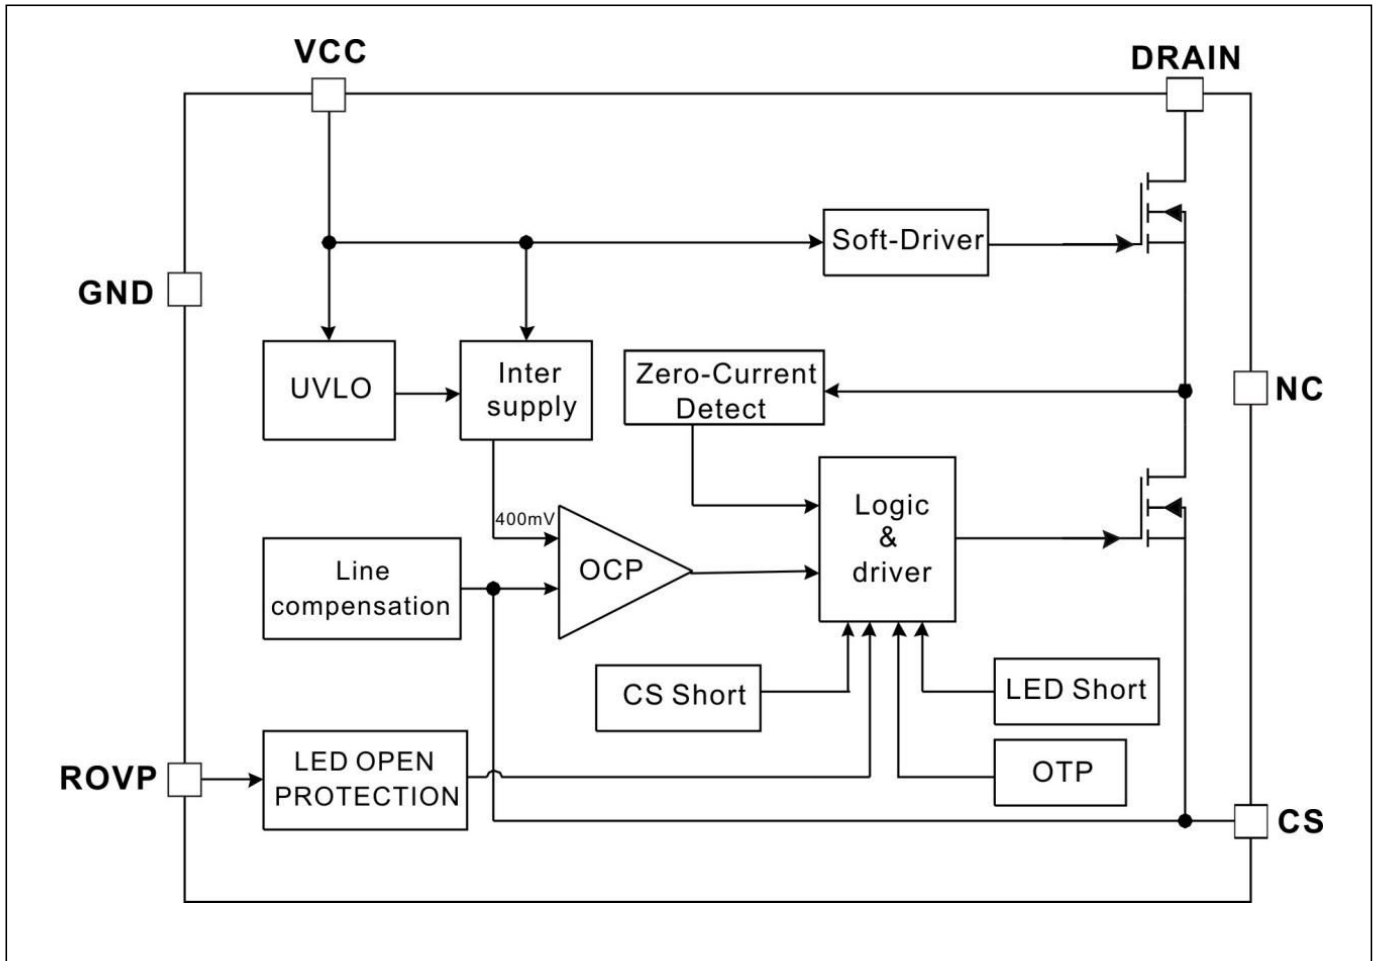 VCC
DRAIN
Soft-Driver
GND
UVLO
Inter
supply
Zero-Current
Detect
NC
400mV
Logic
&
driver
OCP
Line
compensation
CS Short
LED Short
ROVP
LED OPEN
PROTECTION
OTP
CS